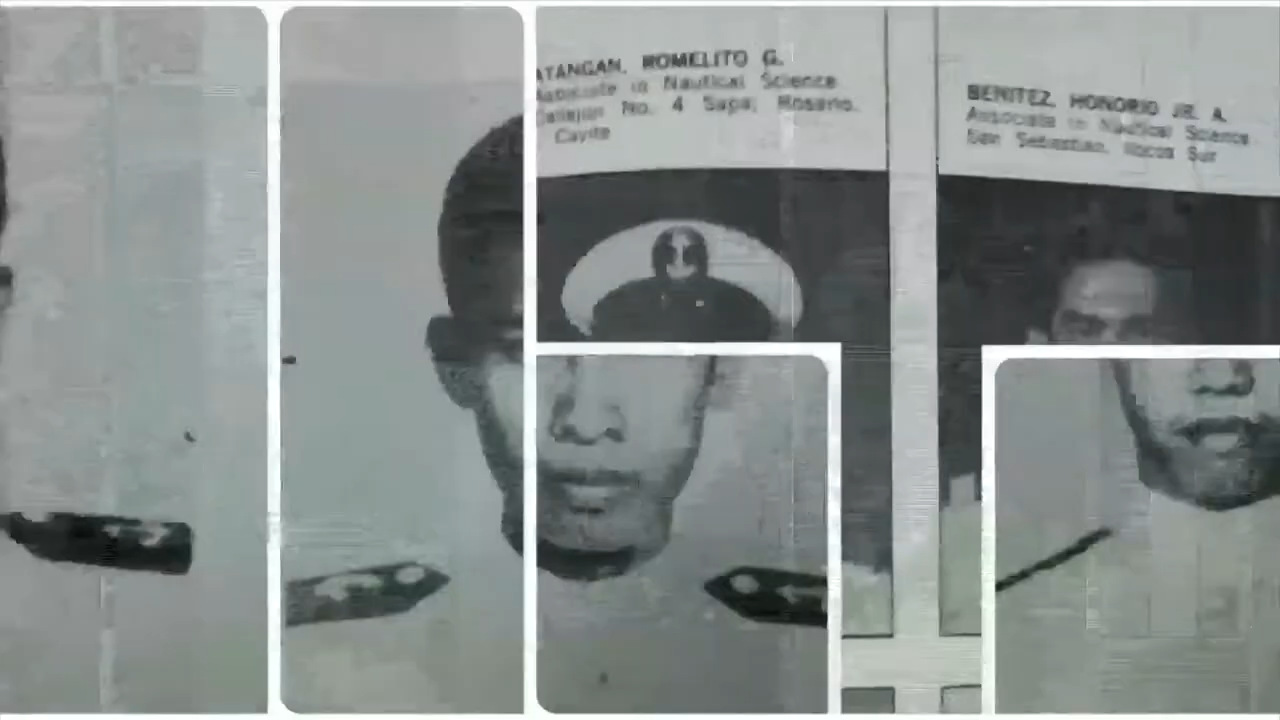 ATANGAN, ROMELITO G.
Associate in Nautical Science
Callejon No. 4 Sapa, Rosario,
Cavite
BENITEZ, HONORIO JR. A.
Associate in Nautical Science
San Sebastian, Ilocos Sur